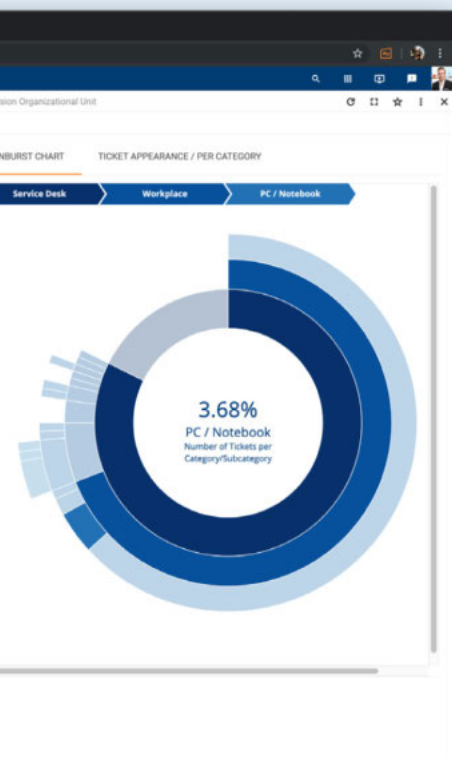 sion Organizational Unit
NBURST CHART TICKET APPEARANCE / PER CATEGORY
Service Desk Workplace PC / Notebook
3.68%
PC / Notebook
Number of Tickets per
Category/Subcategory